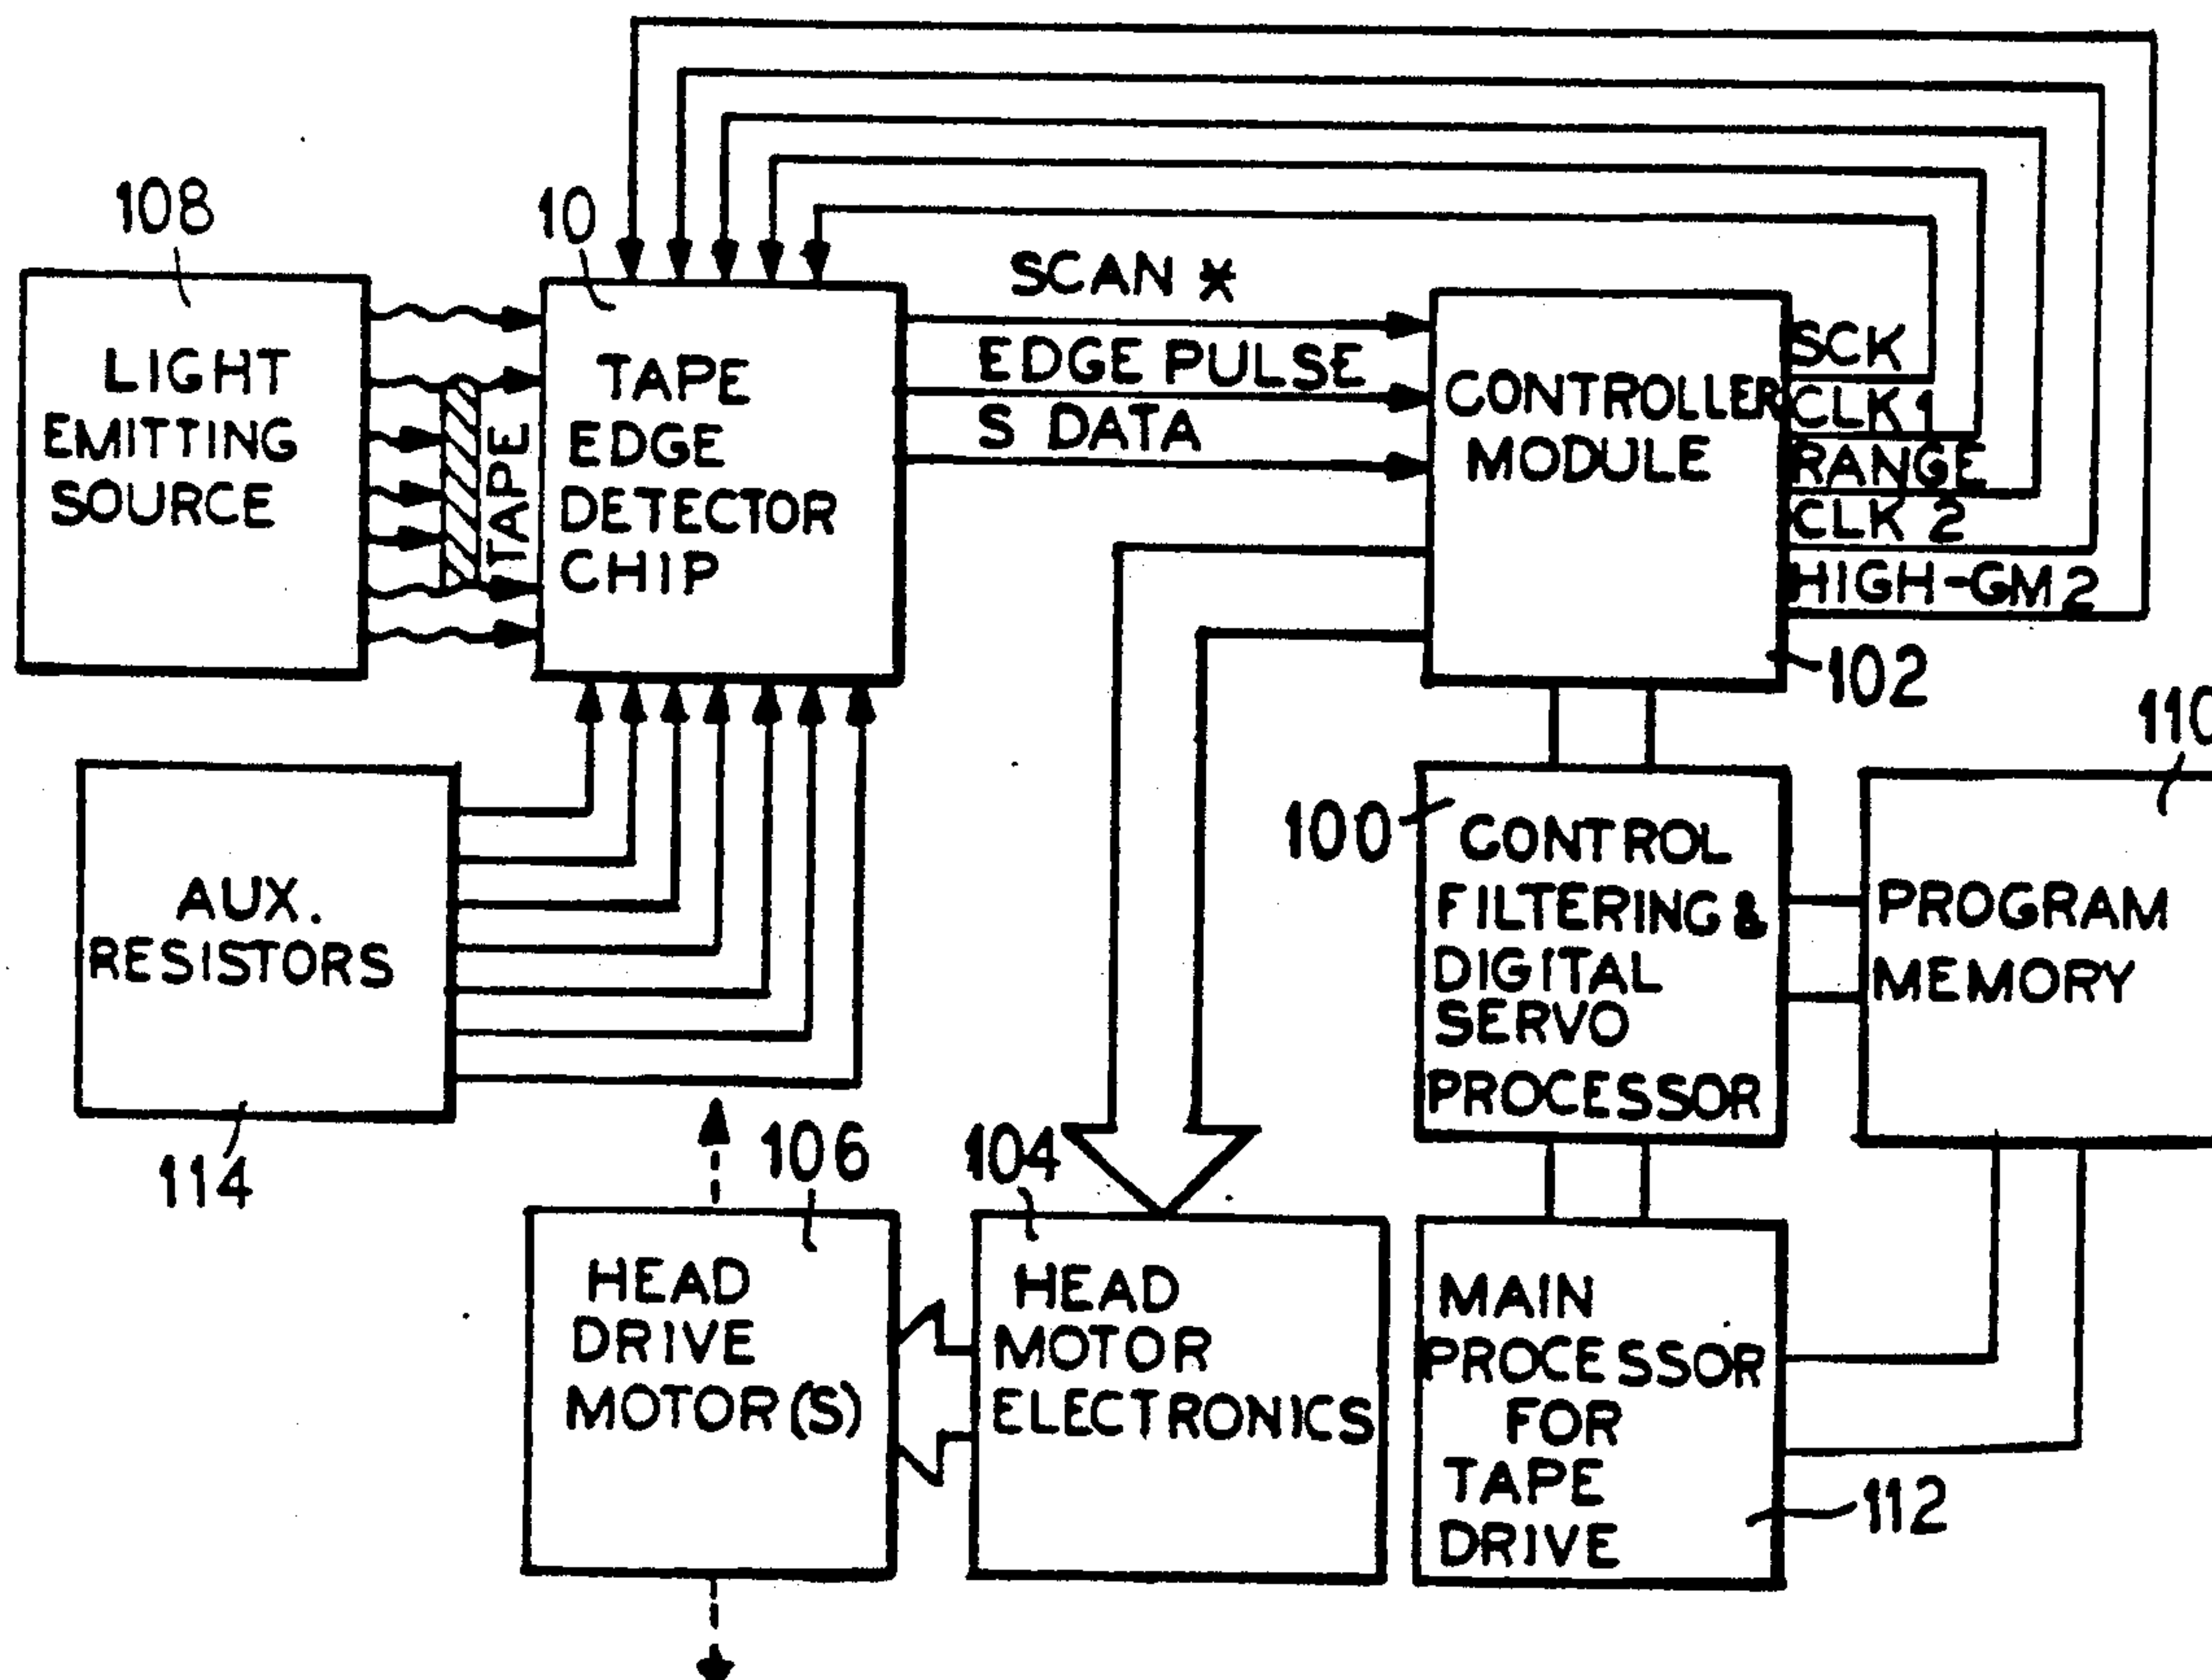 108
10
SCAN *
LIGHT
EMITTING
SOURCE
TAPE
TAPE
EDGE
DETECTOR
CHIP
EDGE PULSE
S DATA
CONTROLLER
MODULE
SCK
CLK 1
RANGE
CLK 2
HIGH-GM 2
102
110
AUX.
RESISTORS
114
100
CONTROL
FILTERING &
DIGITAL
SERVO
PROCESSOR
PROGRAM
MEMORY
106
104
HEAD
DRIVE
MOTOR(S)
HEAD
MOTOR
ELECTRONICS
MAIN
PROCESSOR
FOR
TAPE
DRIVE
112